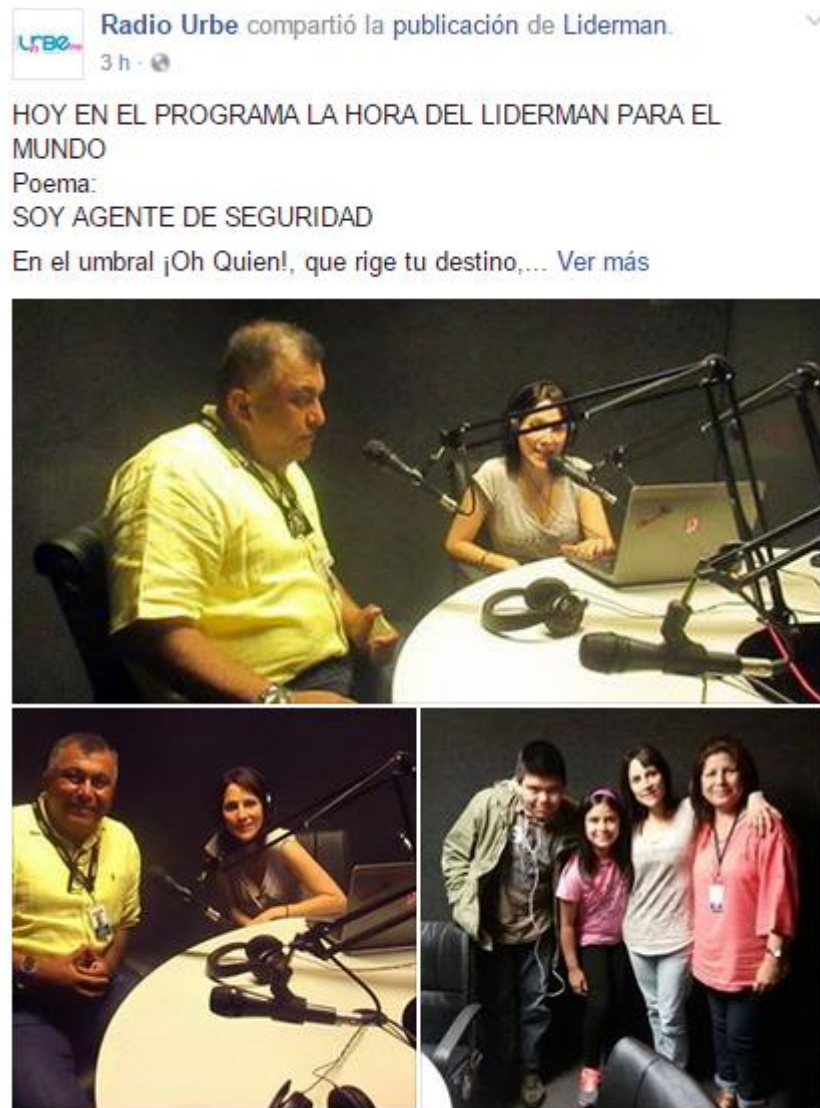 Urbe
Radio Urbe compartió la publicación de Liderman.
3 h ·
HOY EN EL PROGRAMA LA HORA DEL LIDERMAN PARA EL
MUNDO
Poema:
SOY AGENTE DE SEGURIDAD
En el umbral ¡Oh Quien!, que rige tu destino,... Ver más